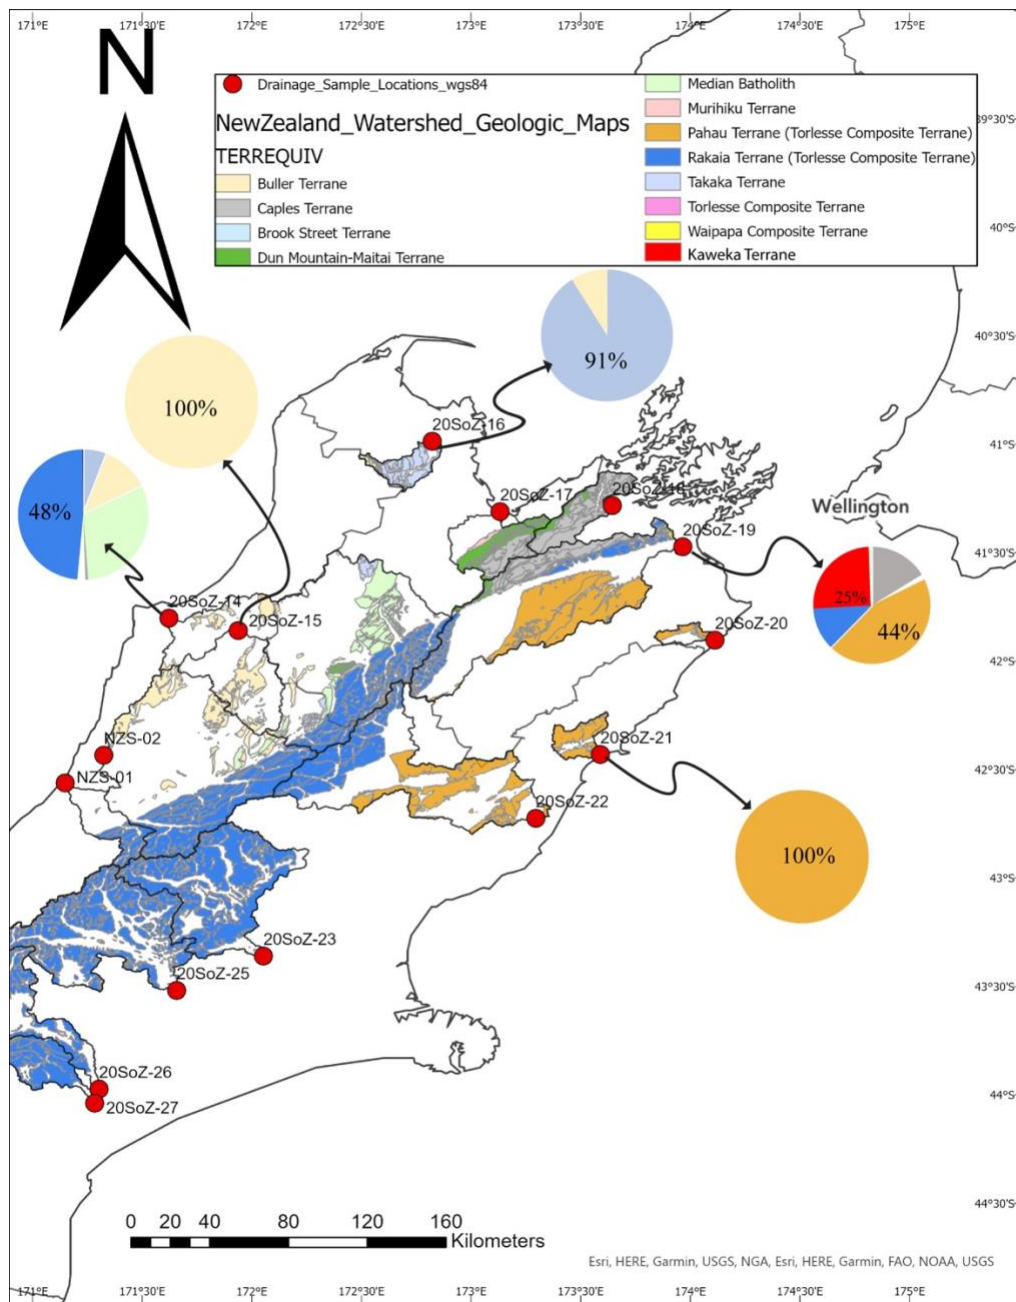 171°E 171°30'E 172°E 172°30'E 173°E 173°30'E 174°E 174°30'E 175°E
N
Drainage_Sample_Locations_wgs84
NewZealand_Watershed_Geologic_Maps
TERREQUIV
Buller Terrane
Caples Terrane
Brook Street Terrane
Dun Mountain-Maitai Terrane
Median Batholith
Murihiku Terrane
Pahau Terrane (Torlesse Composite Terrane)
Rakaia Terrane (Torlesse Composite Terrane)
Takaka Terrane
Torlesse Composite Terrane
Waipapa Composite Terrane
Kaweka Terrane
39°30'S
40°S
40°30'S
91%
100%
20SoZ-16
41°S
48%
20SoZ-17
20SoZ-18
Wellington
20SoZ-19
41°30'S
25%
44%
20SoZ-14
20SoZ-15
20SoZ-20
42°S
NZS-02
20SoZ-21
NZS-01
42°30'S
20SoZ-22
100%
43°S
20SoZ-23
20SoZ-25
43°30'S
20SoZ-26
20SoZ-27
44°S
44°30'S
0 20 40 80 120 160
Kilometers
Esri, HERE, Garmin, USGS, NGA, Esri, HERE, Garmin, FAO, NOAA, USGS
171°E 171°30'E 172°E 172°30'E 173°E 173°30'E 174°E 174°30'E 175°E